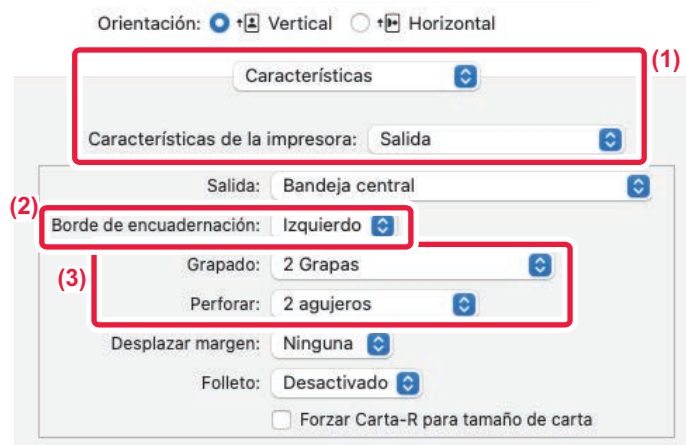 Orientación: Vertical Horizontal
Características
(1)
Características de la impresora: Salida
Salida: Bandeja central
(2)
Borde de encuadernación: Izquierdo
(3)
Grapado: 2 Grapas
Perforar: 2 agujeros
Desplazar margen: Ninguna
Folleto: Desactivado
Forzar Carta-R para tamaño de carta